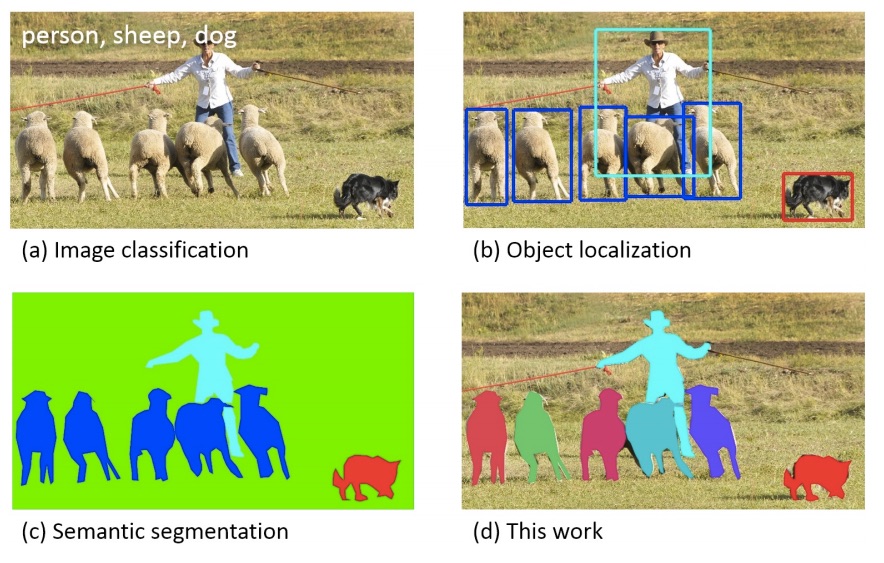 person, sheep, dog
(a) Image classification
(b) Object localization
(c) Semantic segmentation
(d) This work